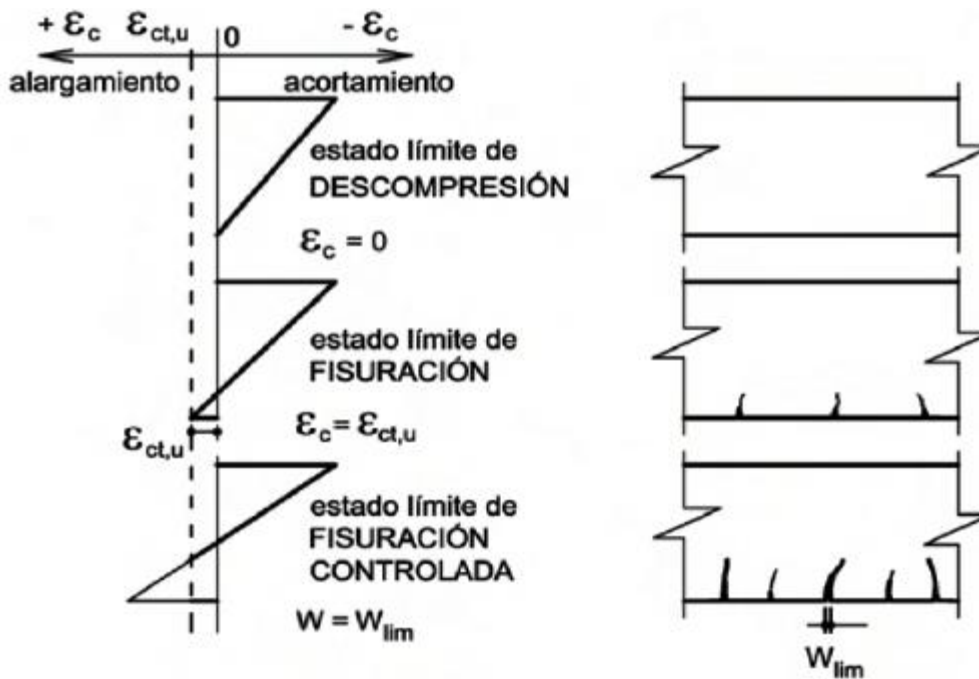 + εc εct,u 0 - εc
alargamiento acortamiento
estado límite de
DESCOMPRESIÓN
εc = 0
estado límite de
FISURACIÓN
εct,u εc = εct,u
estado límite de
FISURACIÓN
CONTROLADA
W = Wlim
Wlim